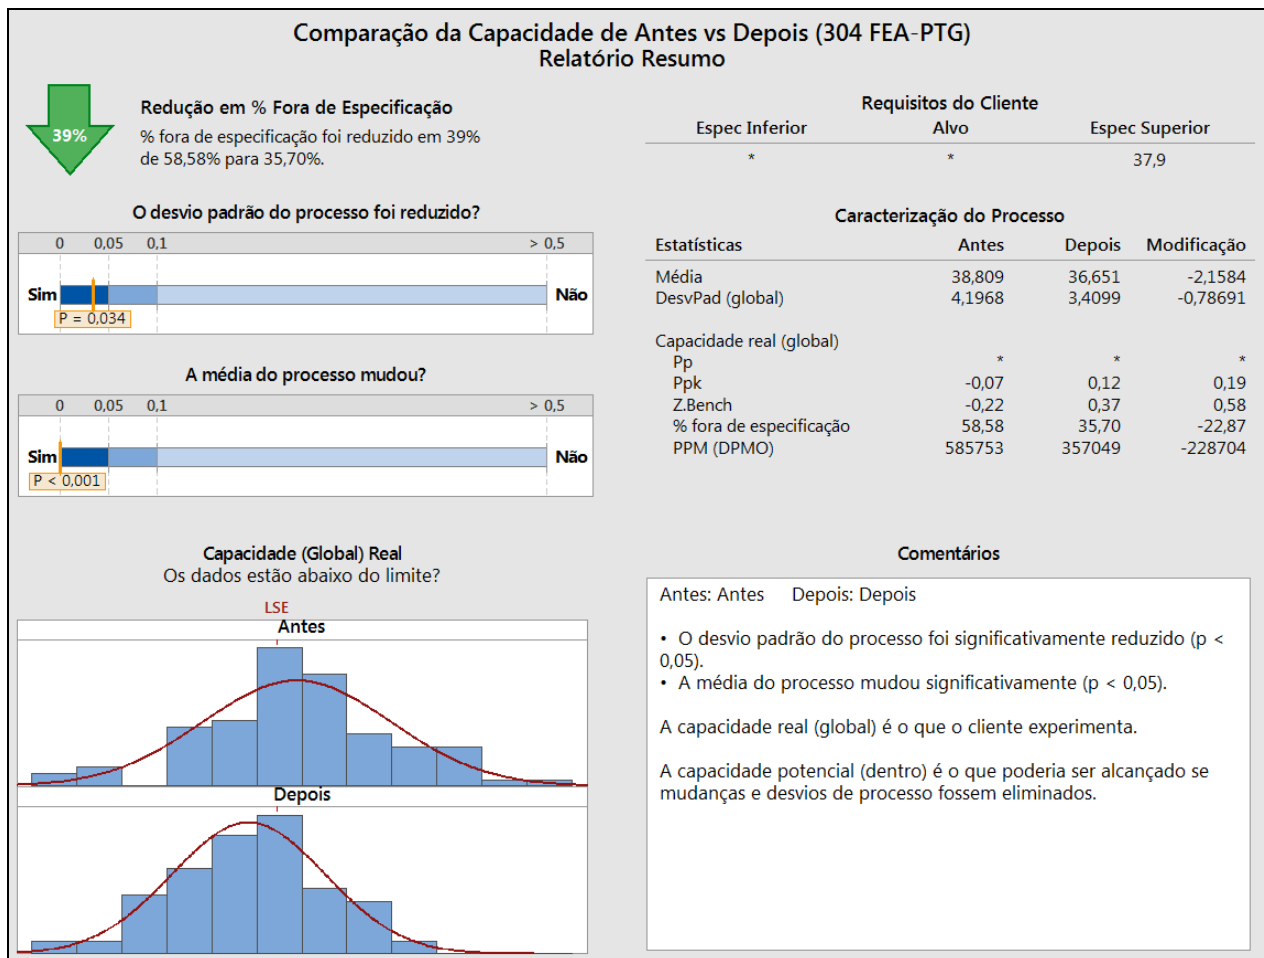 Comparação da Capacidade de Antes vs Depois (304 FEA-PTG)
Relatório Resumo
39%
Redução em % Fora de Especificação
% fora de especificação foi reduzido em 39%
de 58,58% para 35,70%.
Requisitos do Cliente
Espec Inferior Alvo Espec Superior
* * 37,9
O desvio padrão do processo foi reduzido?
0 0,05 0,1 > 0,5
Sim Não
P = 0,034
A média do processo mudou?
0 0,05 0,1 > 0,5
Sim Não
P < 0,001
Caracterização do Processo
Estatísticas Antes Depois Modificação
Média 38,809 36,651 -2,1584
DesvPad (global) 4,1968 3,4099 -0,78691
Capacidade real (global)
Pp * * *
Ppk -0,07 0,12 0,19
Z.Bench -0,22 0,37 0,58
% fora de especificação 58,58 35,70 -22,87
PPM (DPMO) 585753 357049 -228704
Capacidade (Global) Real
Os dados estão abaixo do limite?
LSE
Antes
Depois
Comentários
Antes: Antes Depois: Depois
• O desvio padrão do processo foi significativamente reduzido (p <
0,05).
• A média do processo mudou significativamente (p < 0,05).
A capacidade real (global) é o que o cliente experimenta.
A capacidade potencial (dentro) é o que poderia ser alcançado se
mudanças e desvios de processo fossem eliminados.